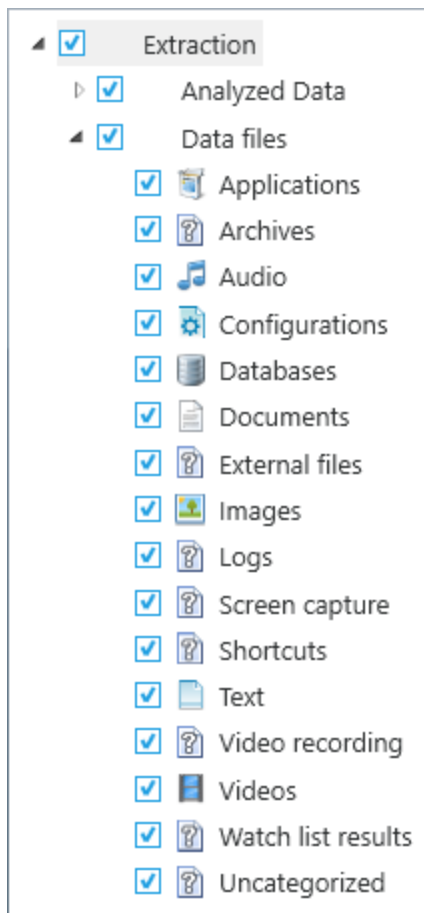 Extraction
Analyzed Data
Data files
Applications
Archives
Audio
Configurations
Databases
Documents
External files
Images
Logs
Screen capture
Shortcuts
Text
Video recording
Videos
Watch list results
Uncategorized